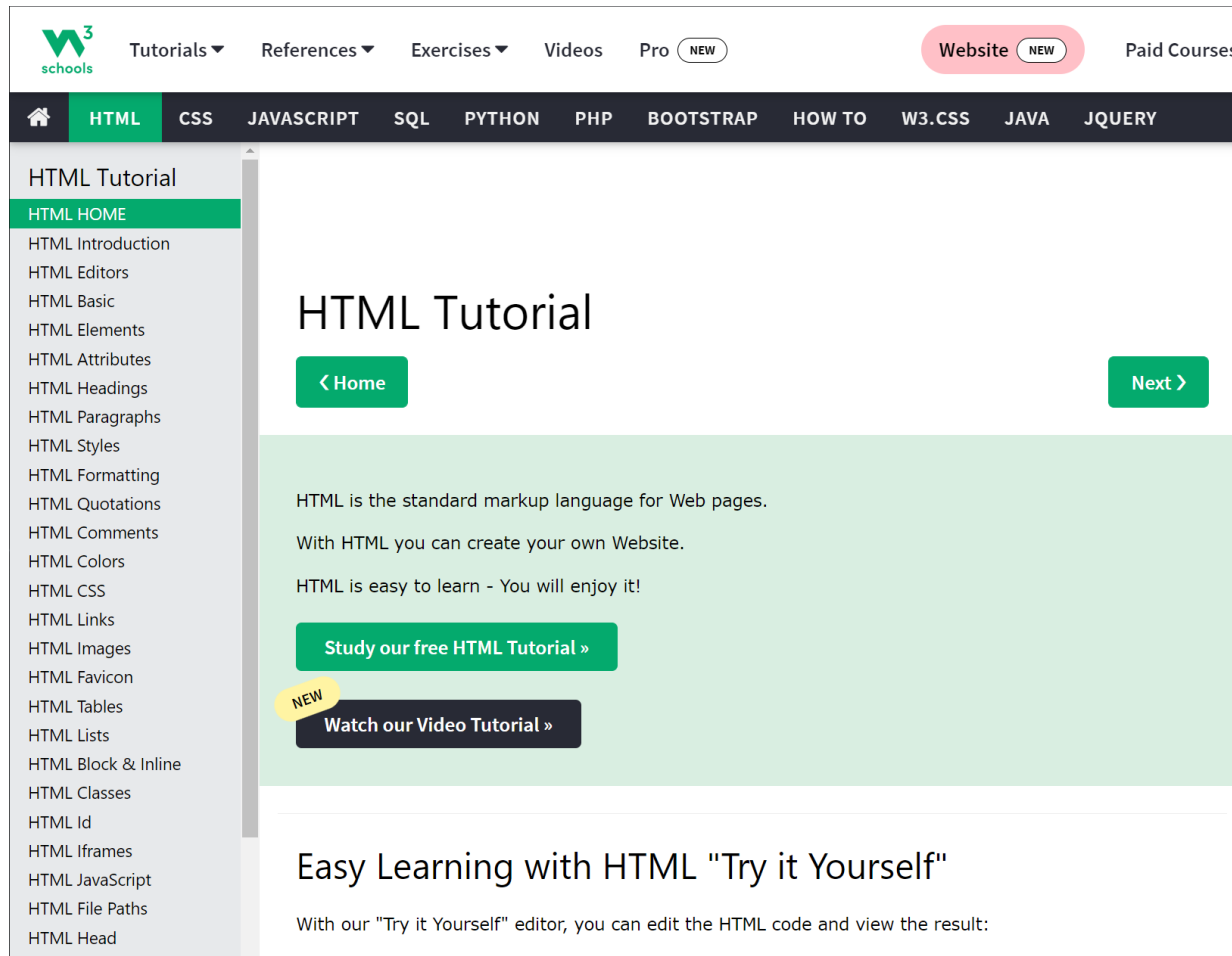 W3 schools
Tutorials References Exercises Videos Pro NEW Website NEW Paid Courses
HTML CSS JAVASCRIPT SQL PYTHON PHP BOOTSTRAP HOW TO W3.CSS JAVA JQUERY
HTML Tutorial
HTML HOME
HTML Introduction
HTML Editors
HTML Basic
HTML Elements
HTML Attributes
HTML Headings
HTML Paragraphs
HTML Styles
HTML Formatting
HTML Quotations
HTML Comments
HTML Colors
HTML CSS
HTML Links
HTML Images
HTML Favicon
HTML Tables
HTML Lists
HTML Block & Inline
HTML Classes
HTML Id
HTML Iframes
HTML JavaScript
HTML File Paths
HTML Head
HTML Tutorial
❮ Home Next ❯
HTML is the standard markup language for Web pages.
With HTML you can create your own Website.
HTML is easy to learn - You will enjoy it!
Study our free HTML Tutorial »
NEW
Watch our Video Tutorial »
Easy Learning with HTML "Try it Yourself"
With our "Try it Yourself" editor, you can edit the HTML code and view the result: